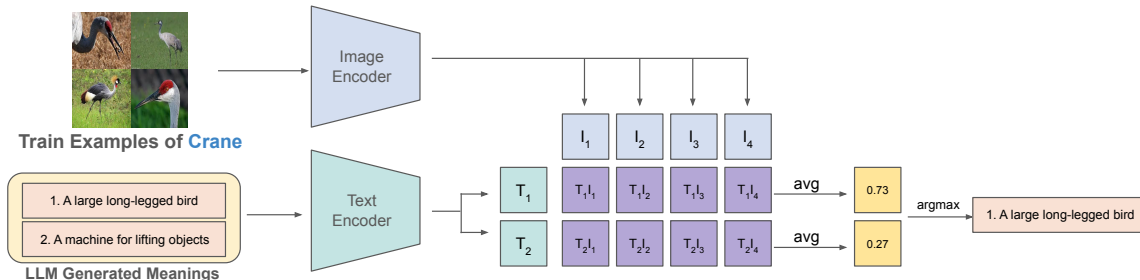 Image
Encoder
Train Examples of Crane
I1 I2 I3 I4
1. A large long-legged bird
2. A machine for lifting objects
LLM Generated Meanings
Text
Encoder
T1 T1I1 T1I2 T1I3 T1I4 avg 0.73
T2 T2I1 T2I2 T2I3 T2I4 avg 0.27
argmax
1. A large long-legged bird